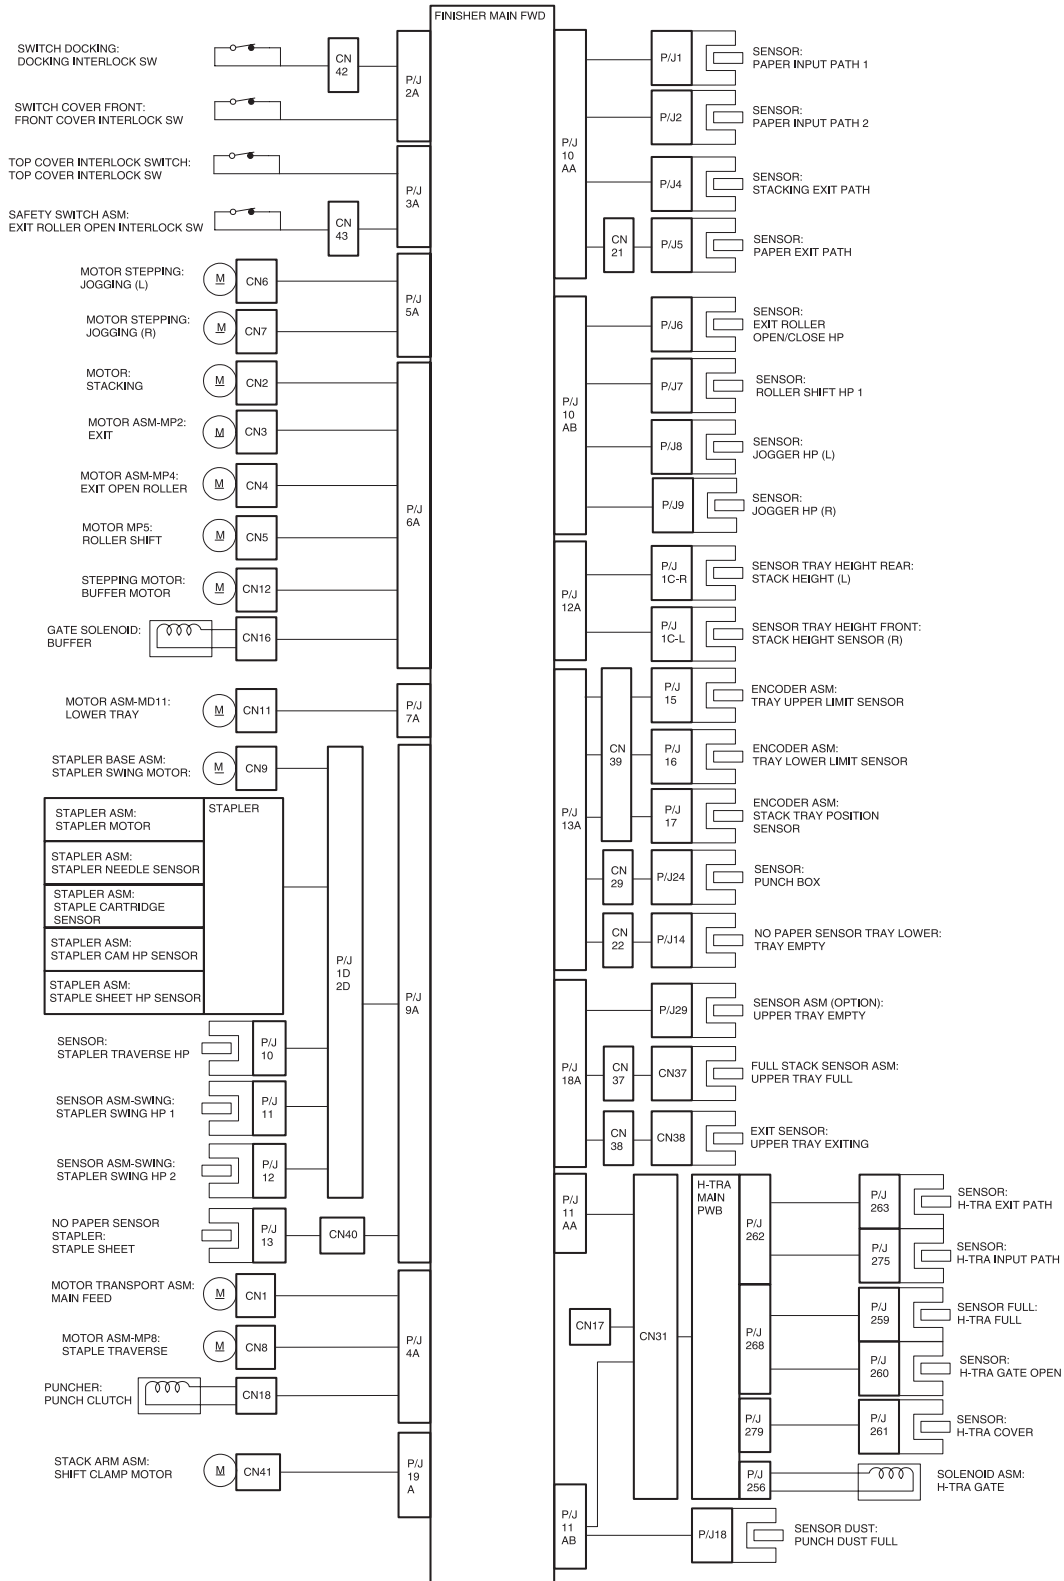 FINISHER MAIN FWD
SWITCH DOCKING:
DOCKING INTERLOCK SW
CN
42
P/J
2A
SWITCH COVER FRONT:
FRONT COVER INTERLOCK SW
TOP COVER INTERLOCK SWITCH:
TOP COVER INTERLOCK SW
P/J
3A
SAFETY SWITCH ASM:
EXIT ROLLER OPEN INTERLOCK SW
CN
43
MOTOR STEPPING:
JOGGING (L)
M
CN6
P/J
5A
MOTOR STEPPING:
JOGGING (R)
M
CN7
MOTOR:
STACKING
M
CN2
MOTOR ASM-MP2:
EXIT
M
CN3
MOTOR ASM-MP4:
EXIT OPEN ROLLER
M
CN4
P/J
6A
MOTOR MP5:
ROLLER SHIFT
M
CN5
STEPPING MOTOR:
BUFFER MOTOR
M
CN12
GATE SOLENOID:
BUFFER
CN16
MOTOR ASM-MD11:
LOWER TRAY
M
CN11
P/J
7A
STAPLER BASE ASM:
STAPLER SWING MOTOR:
M
CN9
STAPLER ASM:
STAPLER MOTOR
STAPLER
STAPLER ASM:
STAPLER NEEDLE SENSOR
STAPLER ASM:
STAPLE CARTRIDGE
SENSOR
STAPLER ASM:
STAPLER CAM HP SENSOR
STAPLER ASM:
STAPLE SHEET HP SENSOR
P/J
1D
2D
P/J
9A
SENSOR:
STAPLER TRAVERSE HP
P/J
10
SENSOR ASM-SWING:
STAPLER SWING HP 1
P/J
11
SENSOR ASM-SWING:
STAPLER SWING HP 2
P/J
12
NO PAPER SENSOR
STAPLER:
STAPLE SHEET
P/J
13
CN40
MOTOR TRANSPORT ASM:
MAIN FEED
M
CN1
MOTOR ASM-MP8:
STAPLE TRAVERSE
M
CN8
P/J
4A
PUNCHER:
PUNCH CLUTCH
CN18
STACK ARM ASM:
SHIFT CLAMP MOTOR
M
CN41
P/J
19
A
P/J
10
AA
P/J1
SENSOR:
PAPER INPUT PATH 1
P/J2
SENSOR:
PAPER INPUT PATH 2
P/J4
SENSOR:
STACKING EXIT PATH
CN
21
P/J5
SENSOR:
PAPER EXIT PATH
P/J
10
AB
P/J6
SENSOR:
EXIT ROLLER
OPEN/CLOSE HP
P/J7
SENSOR:
ROLLER SHIFT HP 1
P/J8
SENSOR:
JOGGER HP (L)
P/J9
SENSOR:
JOGGER HP (R)
P/J
12A
P/J
1C-R
SENSOR TRAY HEIGHT REAR:
STACK HEIGHT (L)
P/J
1C-L
SENSOR TRAY HEIGHT FRONT:
STACK HEIGHT SENSOR (R)
P/J
13A
CN
39
P/J
15
ENCODER ASM:
TRAY UPPER LIMIT SENSOR
P/J
16
ENCODER ASM:
TRAY LOWER LIMIT SENSOR
P/J
17
ENCODER ASM:
STACK TRAY POSITION
SENSOR
CN
29
P/J24
SENSOR:
PUNCH BOX
CN
22
P/J14
NO PAPER SENSOR TRAY LOWER:
TRAY EMPTY
P/J
18A
P/J29
SENSOR ASM (OPTION):
UPPER TRAY EMPTY
CN
37
CN37
FULL STACK SENSOR ASM:
UPPER TRAY FULL
CN
38
CN38
EXIT SENSOR:
UPPER TRAY EXITING
P/J
11
AA
CN17
CN31
H-TRA
MAIN
PWB
P/J
262
P/J
263
SENSOR:
H-TRA EXIT PATH
P/J
275
SENSOR:
H-TRA INPUT PATH
P/J
268
P/J
259
SENSOR FULL:
H-TRA FULL
P/J
260
SENSOR:
H-TRA GATE OPEN
P/J
279
P/J
261
SENSOR:
H-TRA COVER
P/J
256
SOLENOID ASM:
H-TRA GATE
P/J
11
AB
P/J18
SENSOR DUST:
PUNCH DUST FULL